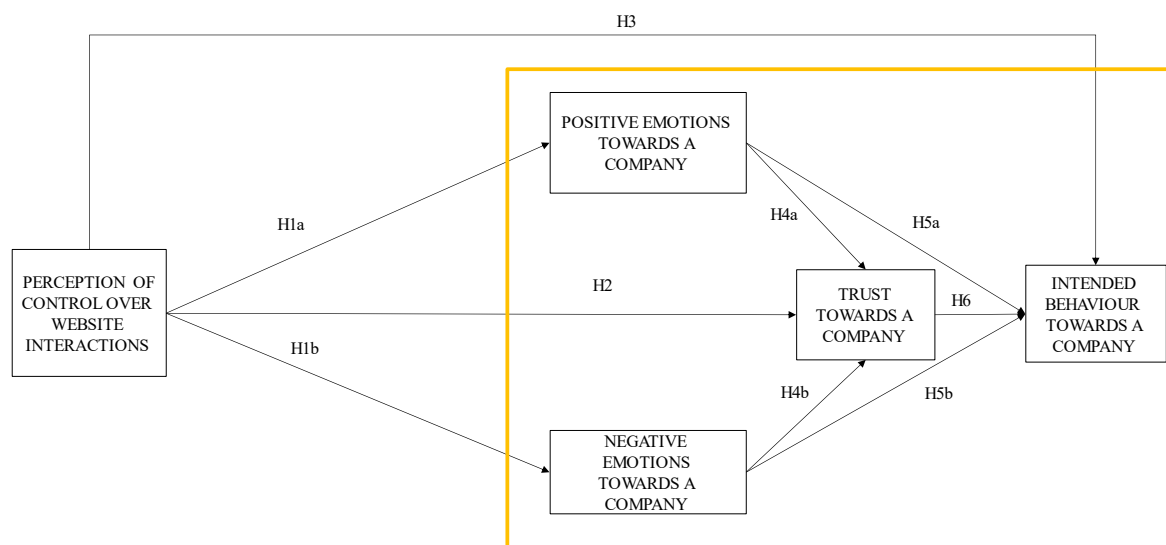 H3
POSITIVE EMOTIONS
TOWARDS A
COMPANY
H1a
H4a
H5a
PERCEPTION OF
CONTROL OVER
WEBSITE
INTERACTIONS
H2
TRUST
TOWARDS A
COMPANY
H6
INTENDED
BEHAVIOUR
TOWARDS A
COMPANY
H1b
H4b
H5b
NEGATIVE
EMOTIONS
TOWARDS A
COMPANY